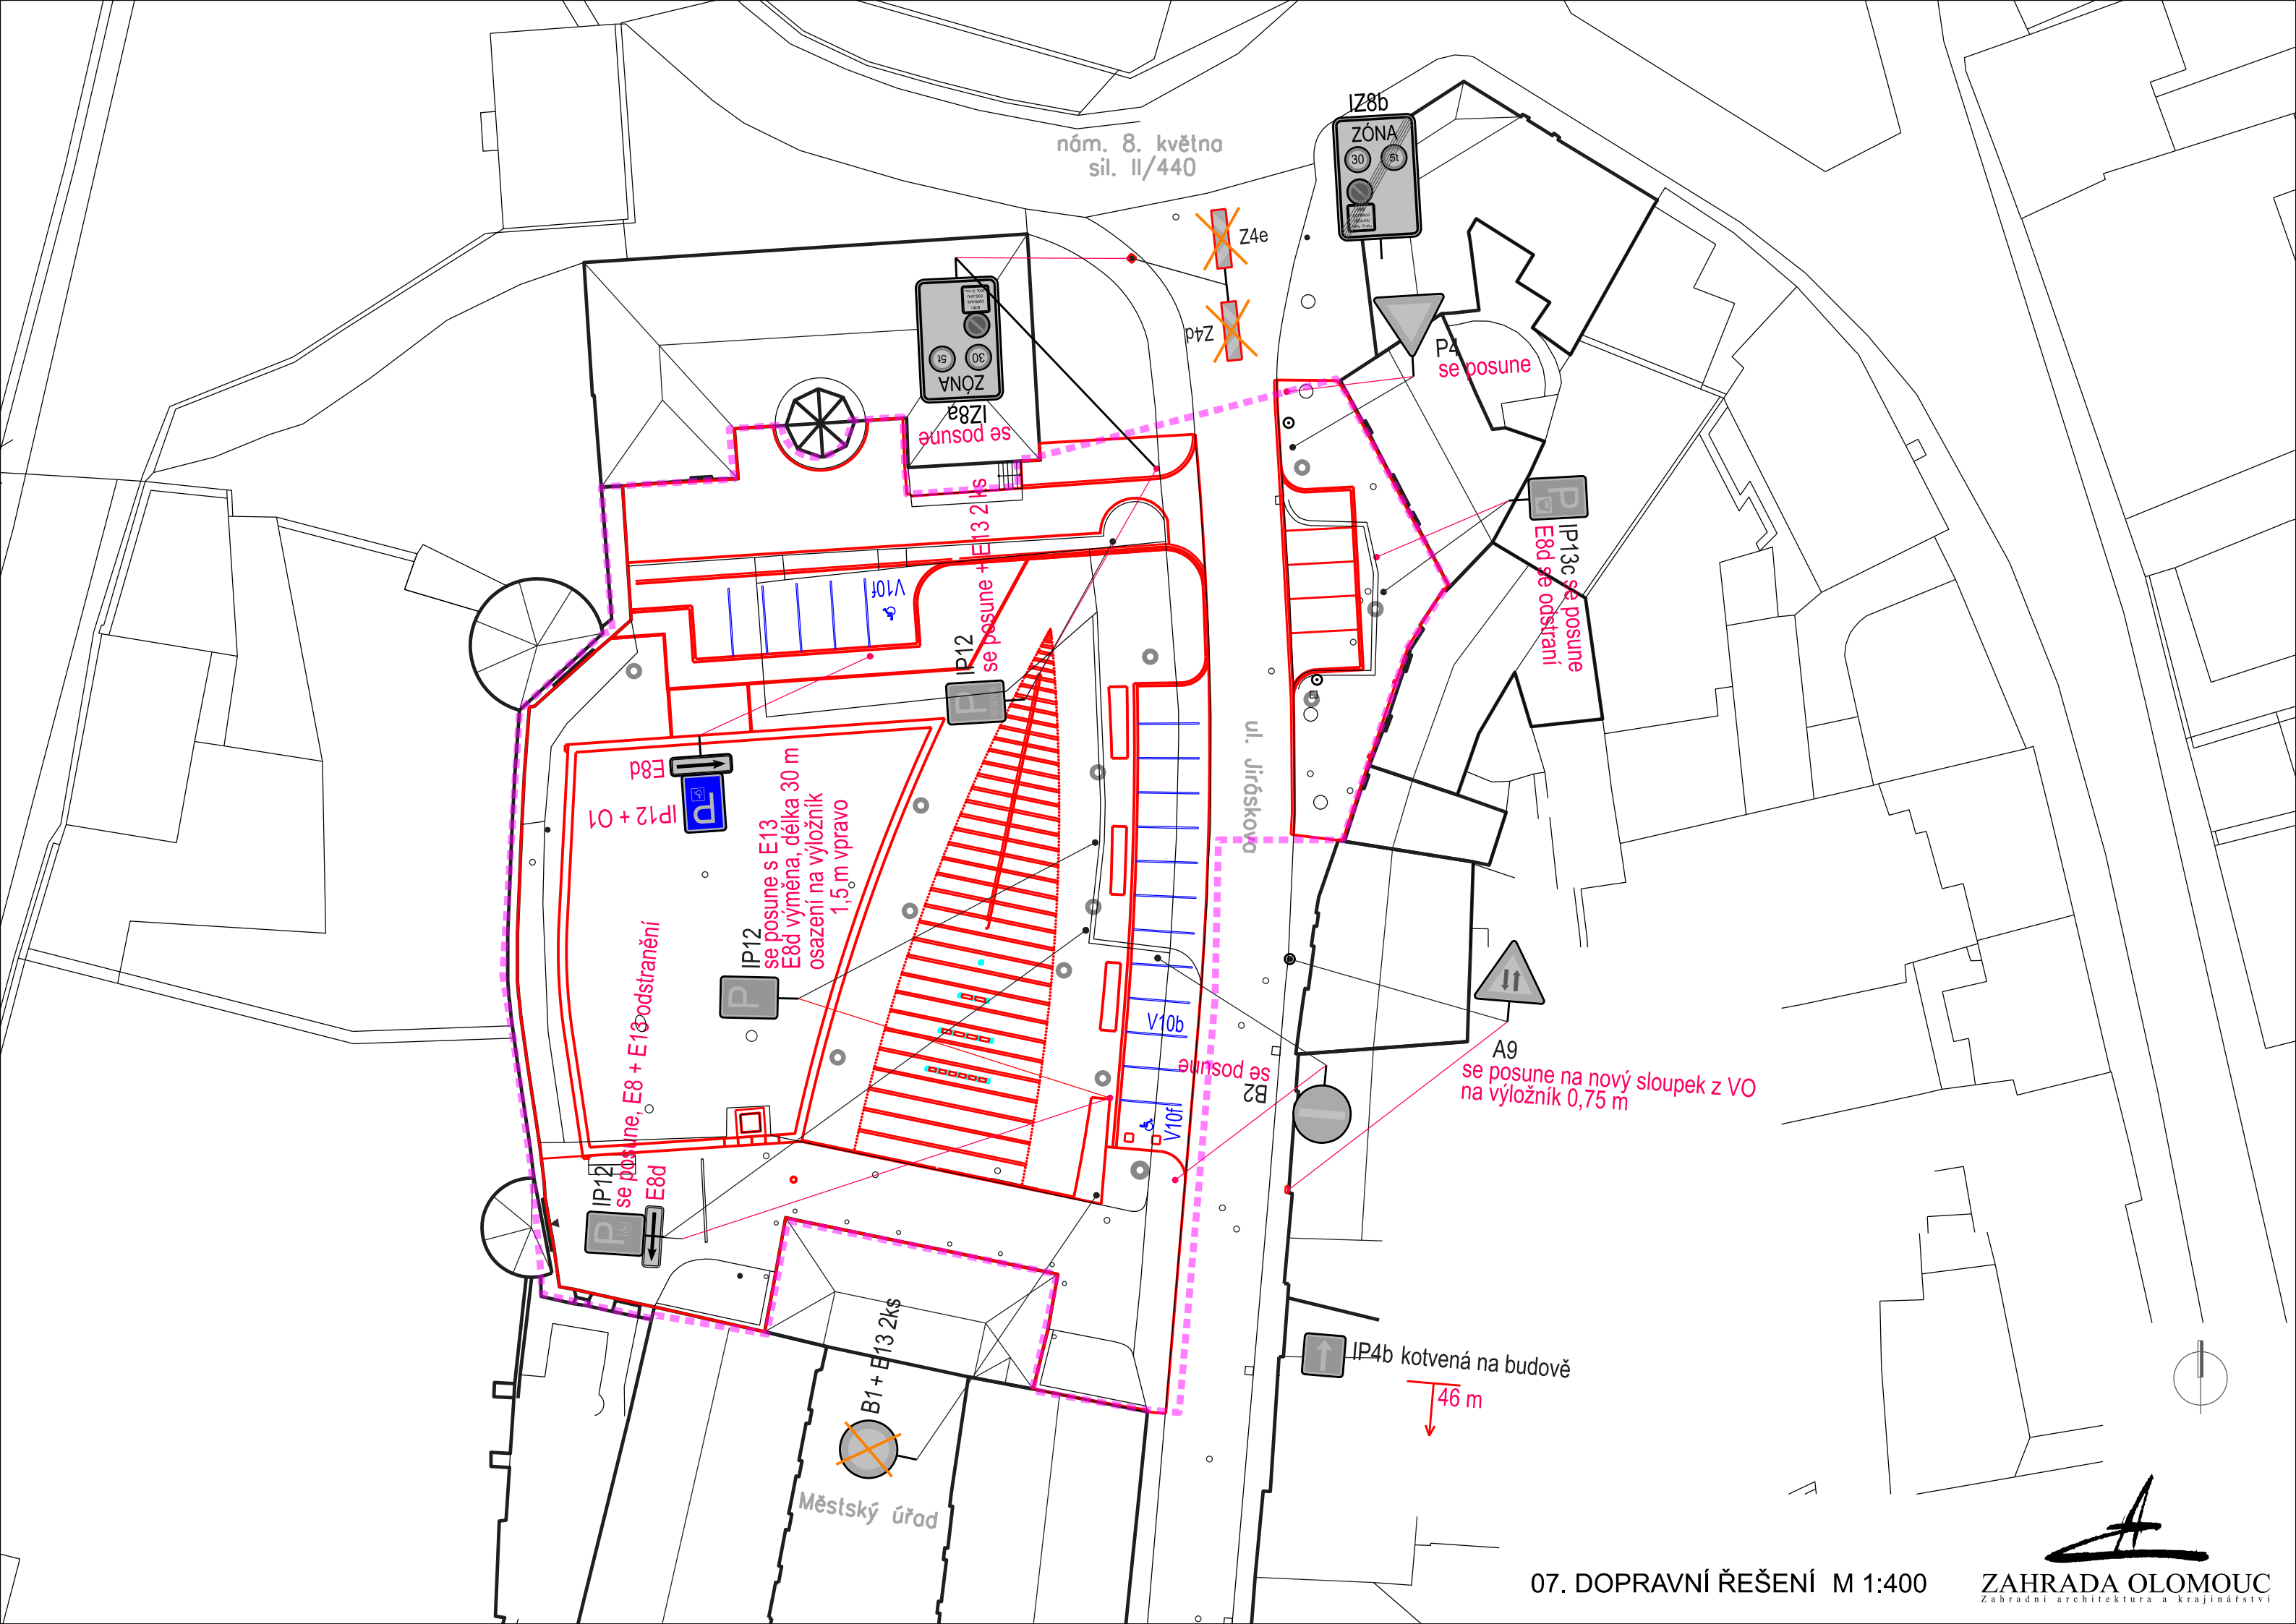 IZ8b
ZÓNA
30
5t
nám. 8. května
sil. II/440
Z4e
Z4d
P4
se posune
ZÓNA
30
5t
IZ8a
se posune
IP13c se posune
E8d se odstraní
P
V10f
IP12
se posune + E13 2ks
P
E8d
IP12 + O1
P
ul. Jiráskova
IP12
se posune s E13
E8d výměna, délka 30 m
osazení na výložník
1,5 m vpravo
P
IP12
se posune, E8 + E13 odstranění
E8d
P
V10b
V10f
se posune
B2
A9
se posune na nový sloupek z VO
na výložník 0,75 m
B1 + E13 2ks
Městský úřad
IP4b kotvená na budově
46 m
07. DOPRAVNÍ ŘEŠENÍ M 1:400
ZAHRADA OLOMOUC
Zahradní architektura a krajinářství